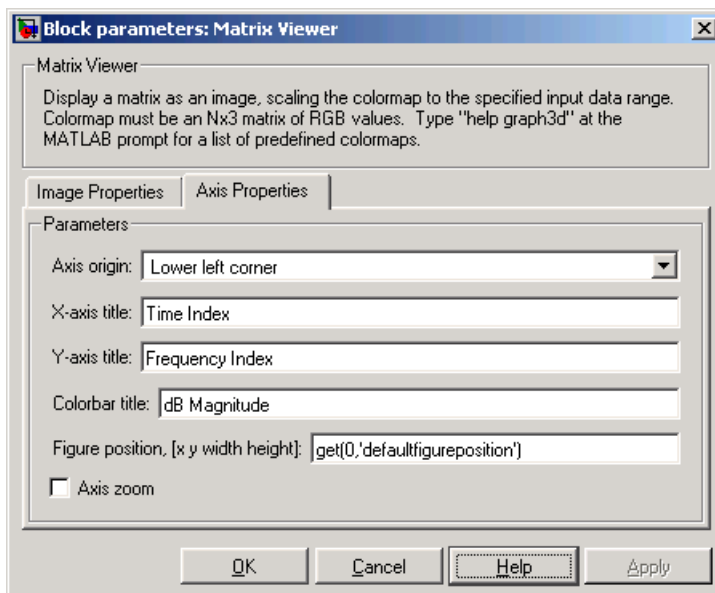 Block parameters: Matrix Viewer
Matrix Viewer
Display a matrix as an image, scaling the colormap to the specified input data range.
Colormap must be an Nx3 matrix of RGB values.  Type "help graph3d" at the
MATLAB prompt for a list of predefined colormaps.
Image Properties Axis Properties
Parameters
Axis origin: Lower left corner
X-axis title: Time Index
Y-axis title: Frequency Index
Colorbar title: dB Magnitude
Figure position, [x y width height]: get(0,'defaultfigureposition')
Axis zoom
OK Cancel Help Apply